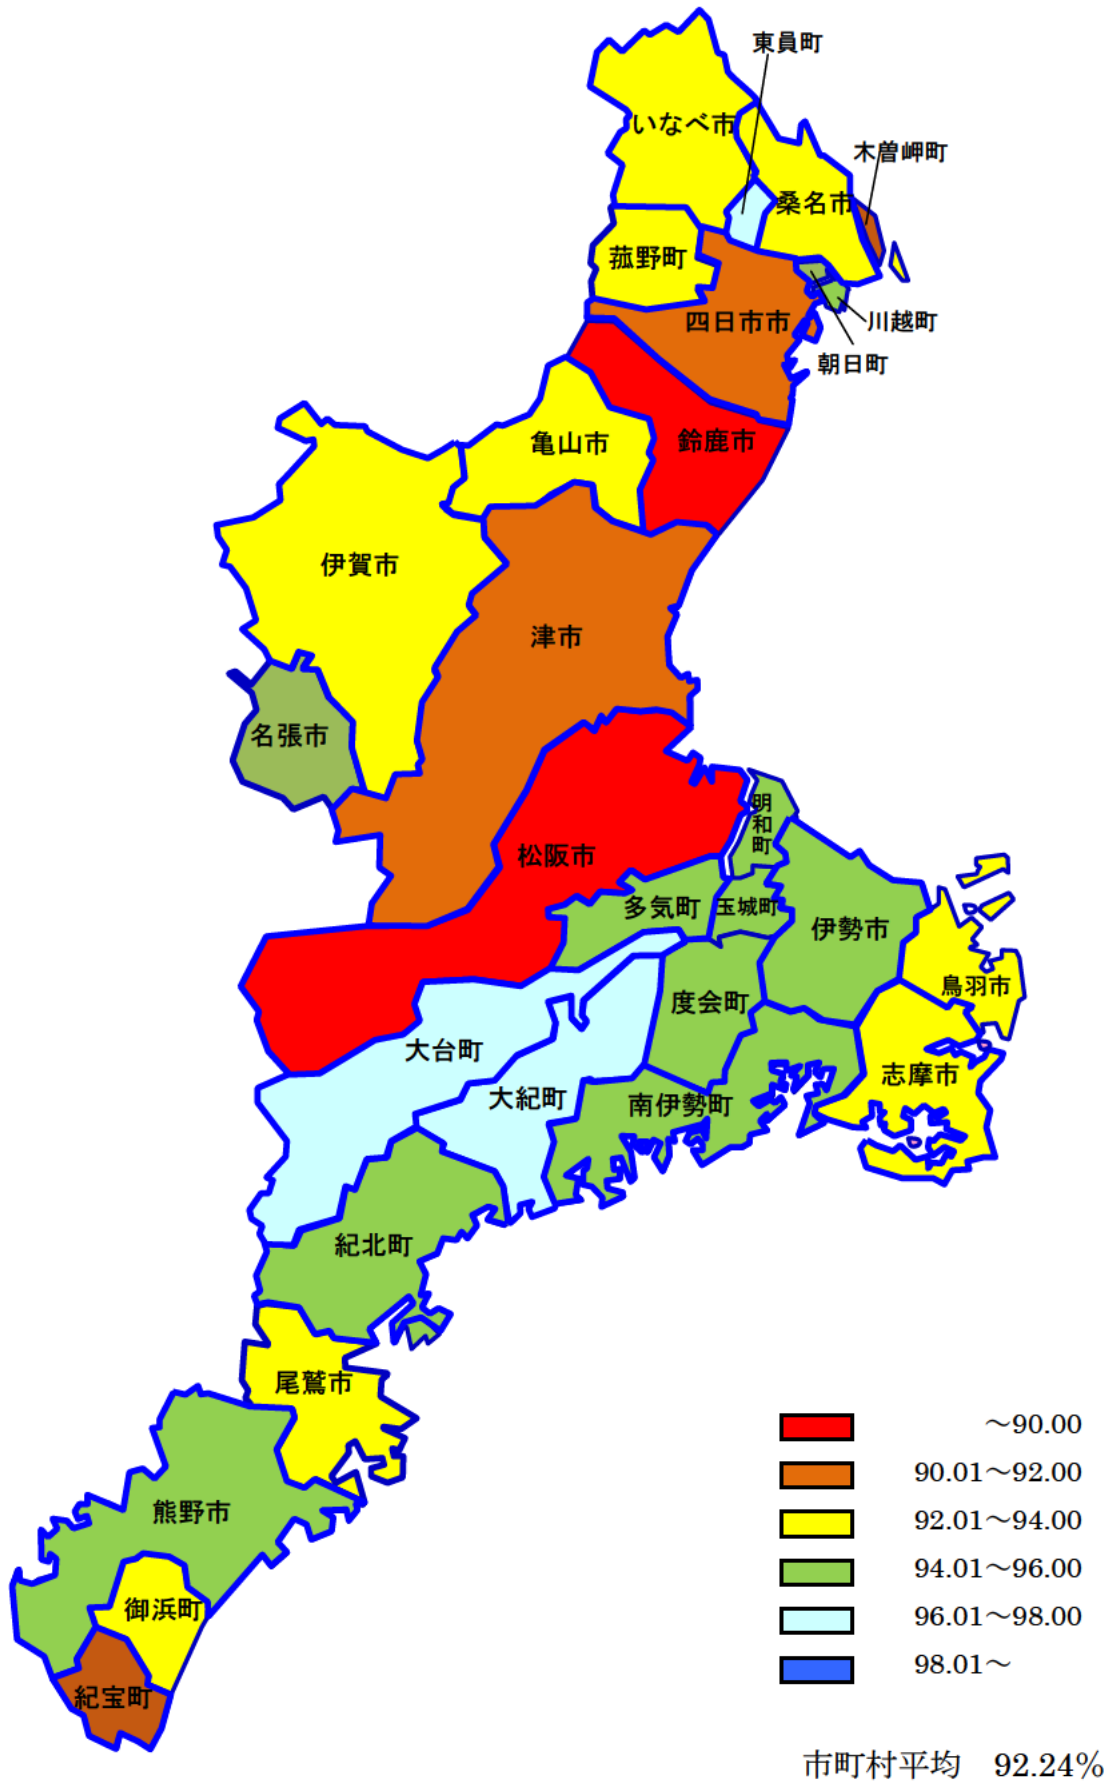 東員町
いなべ市
木曽岬町
桑名市
菰野町
四日市市
川越町
朝日町
亀山市
鈴鹿市
伊賀市
津市
名張市
明和町
松阪市
多気町
玉城町
伊勢市
鳥羽市
度会町
大台町
志摩市
大紀町
南伊勢町
紀北町
尾鷲市
熊野市
御浜町
紀宝町
～90.00
90.01～92.00
92.01～94.00
94.01～96.00
96.01～98.00
98.01～
市町村平均 92.24%